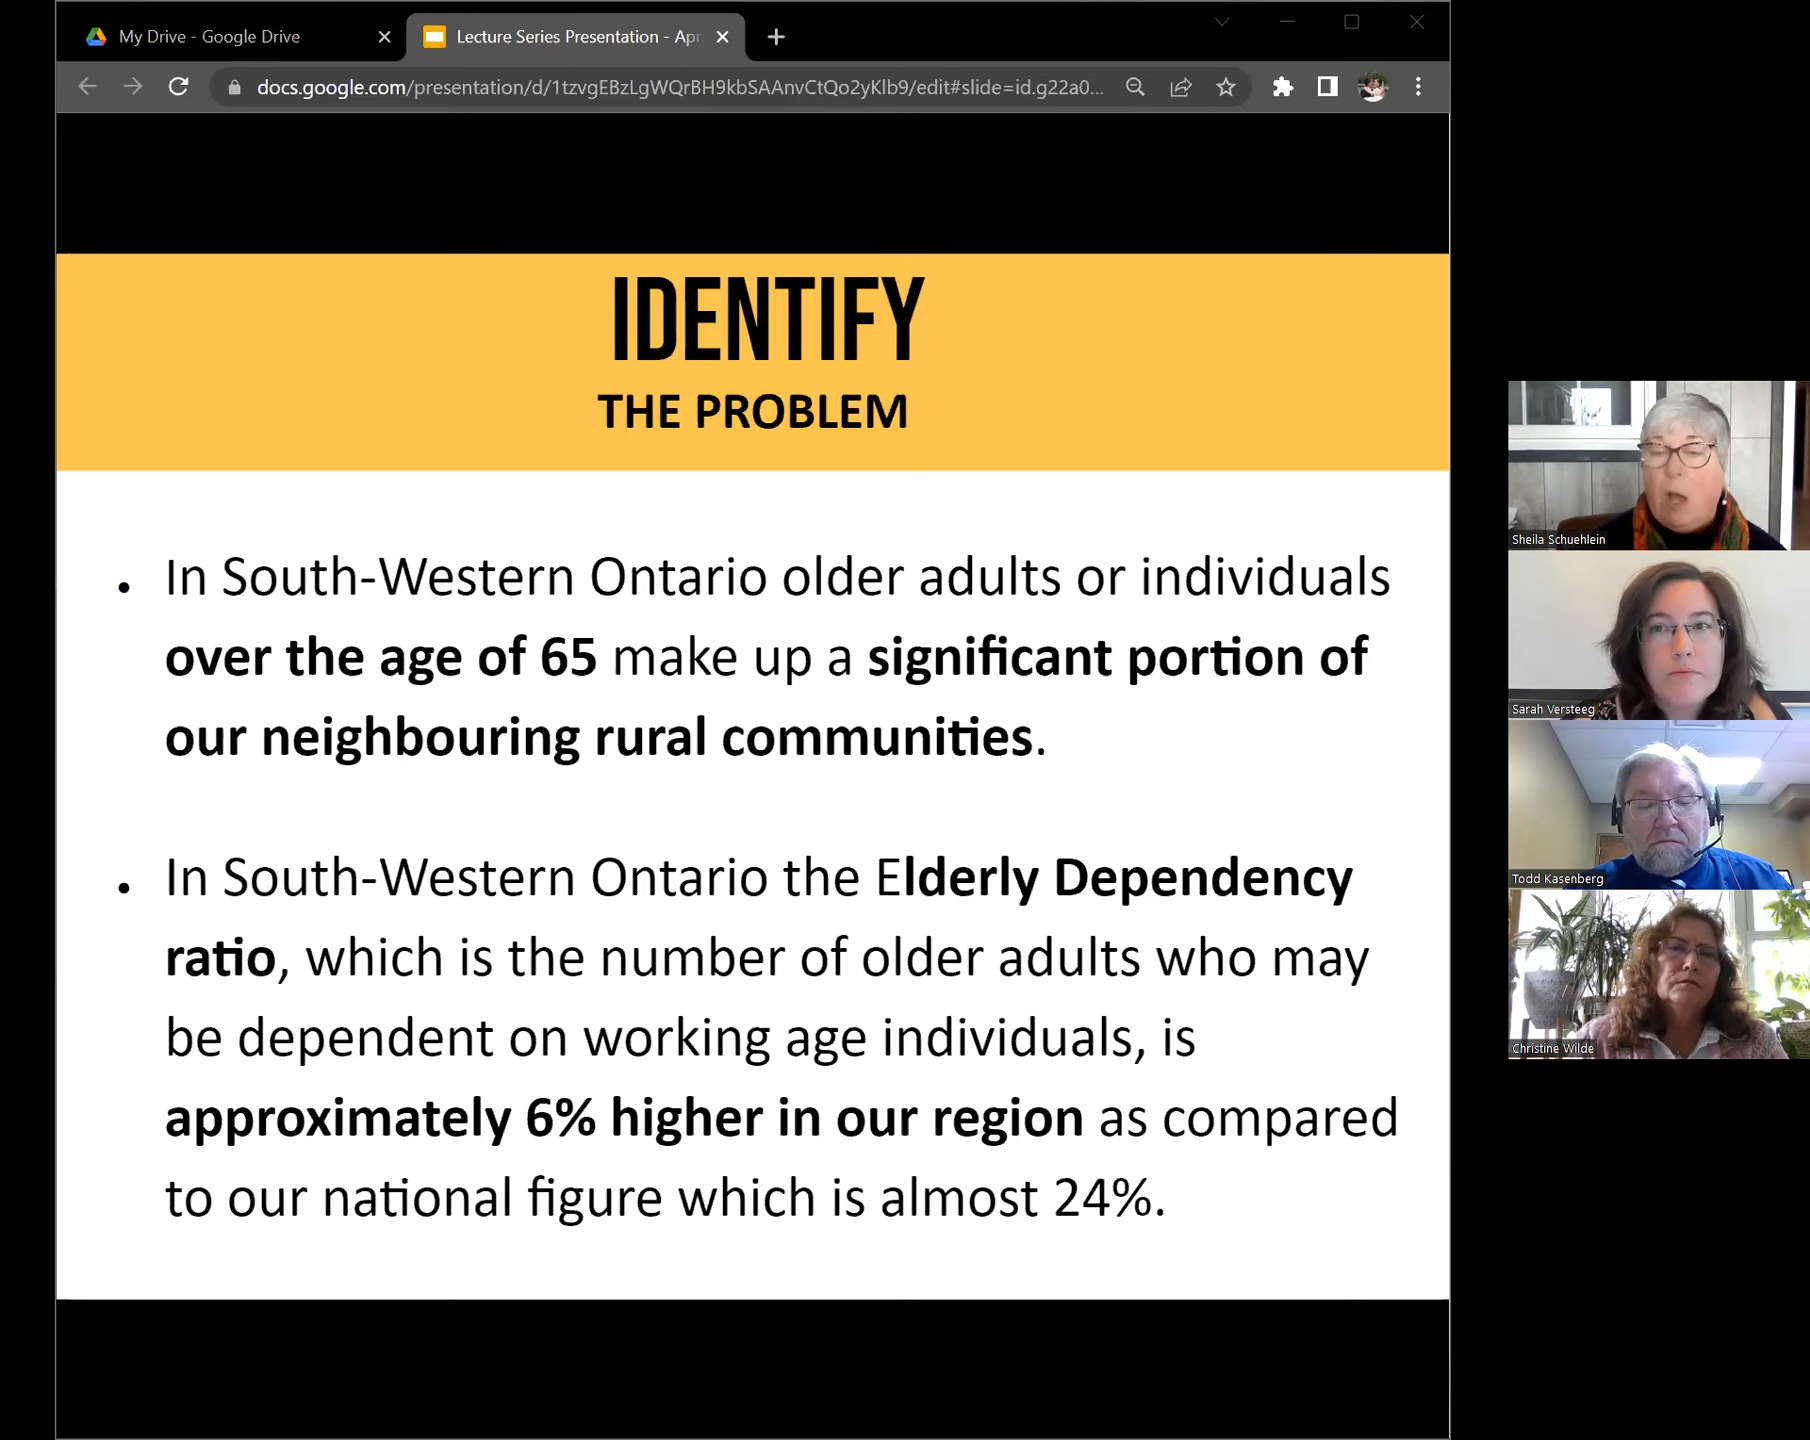 My Drive - Google Drive
Lecture Series Presentation - Apr
docs.google.com/presentation/d/1tzvgEBzLgWQrBH9kbSAAnvCtQo2yKlb9/edit#slide=id.g22a0...
IDENTIFY
THE PROBLEM
• In South-Western Ontario older adults or individuals
over the age of 65 make up a significant portion of
our neighbouring rural communities.
• In South-Western Ontario the Elderly Dependency
ratio, which is the number of older adults who may
be dependent on working age individuals, is
approximately 6% higher in our region as compared
to our national figure which is almost 24%.
Sheila Schuehlein
Sarah Versteeg
Todd Kasenberg
Christine Wilde